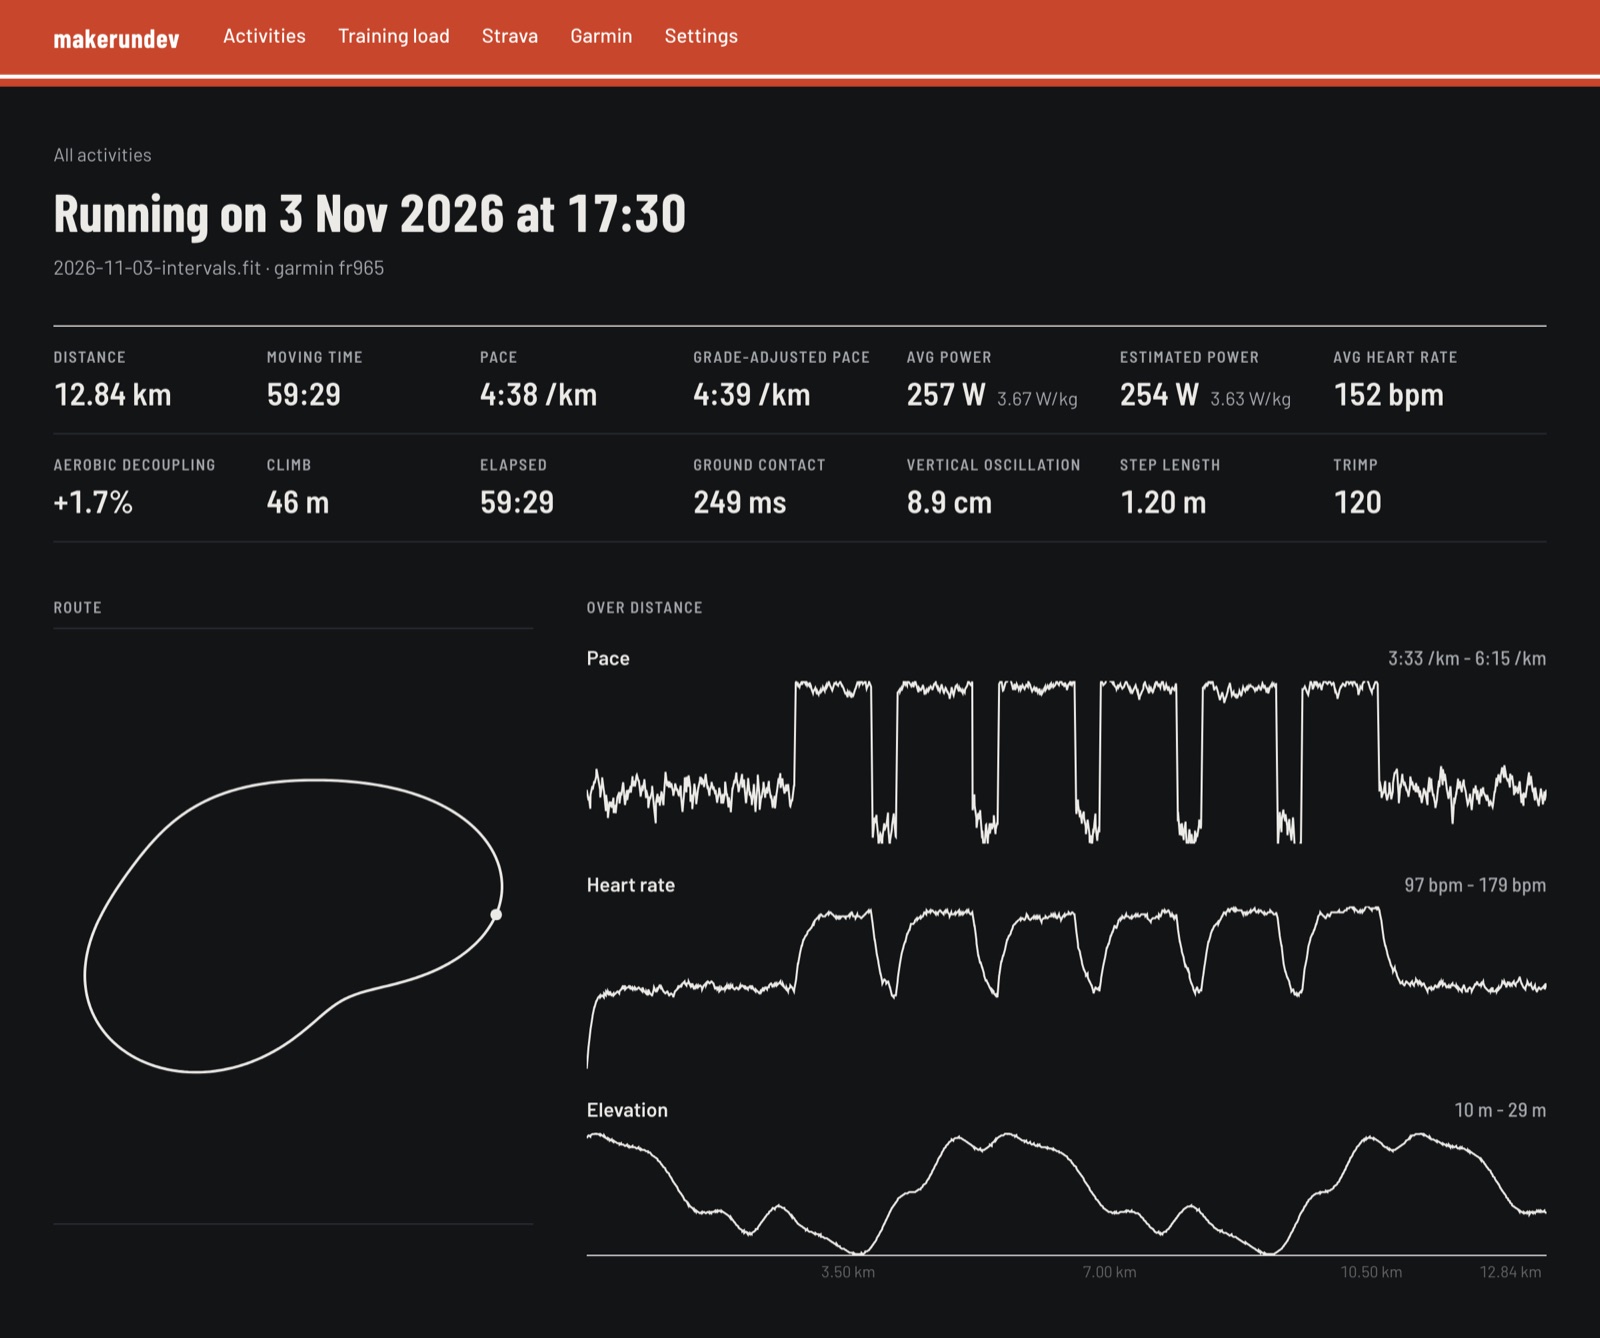 makerundev Activities Training load Strava Garmin Settings
All activities
Running on 3 Nov 2026 at 17:30
2026-11-03-intervals.fit · garmin fr965
DISTANCE MOVING TIME PACE GRADE-ADJUSTED PACE AVG POWER ESTIMATED POWER AVG HEART RATE
12.84 km 59:29 4:38 /km 4:39 /km 257 W 3.67 W/kg 254 W 3.63 W/kg 152 bpm
AEROBIC DECOUPLING CLIMB ELAPSED GROUND CONTACT VERTICAL OSCILLATION STEP LENGTH TRIMP
+1.7% 46 m 59:29 249 ms 8.9 cm 1.20 m 120
ROUTE
OVER DISTANCE
Pace 3:33 /km - 6:15 /km
Heart rate 97 bpm - 179 bpm
Elevation 10 m - 29 m
3.50 km 7.00 km 10.50 km 12.84 km